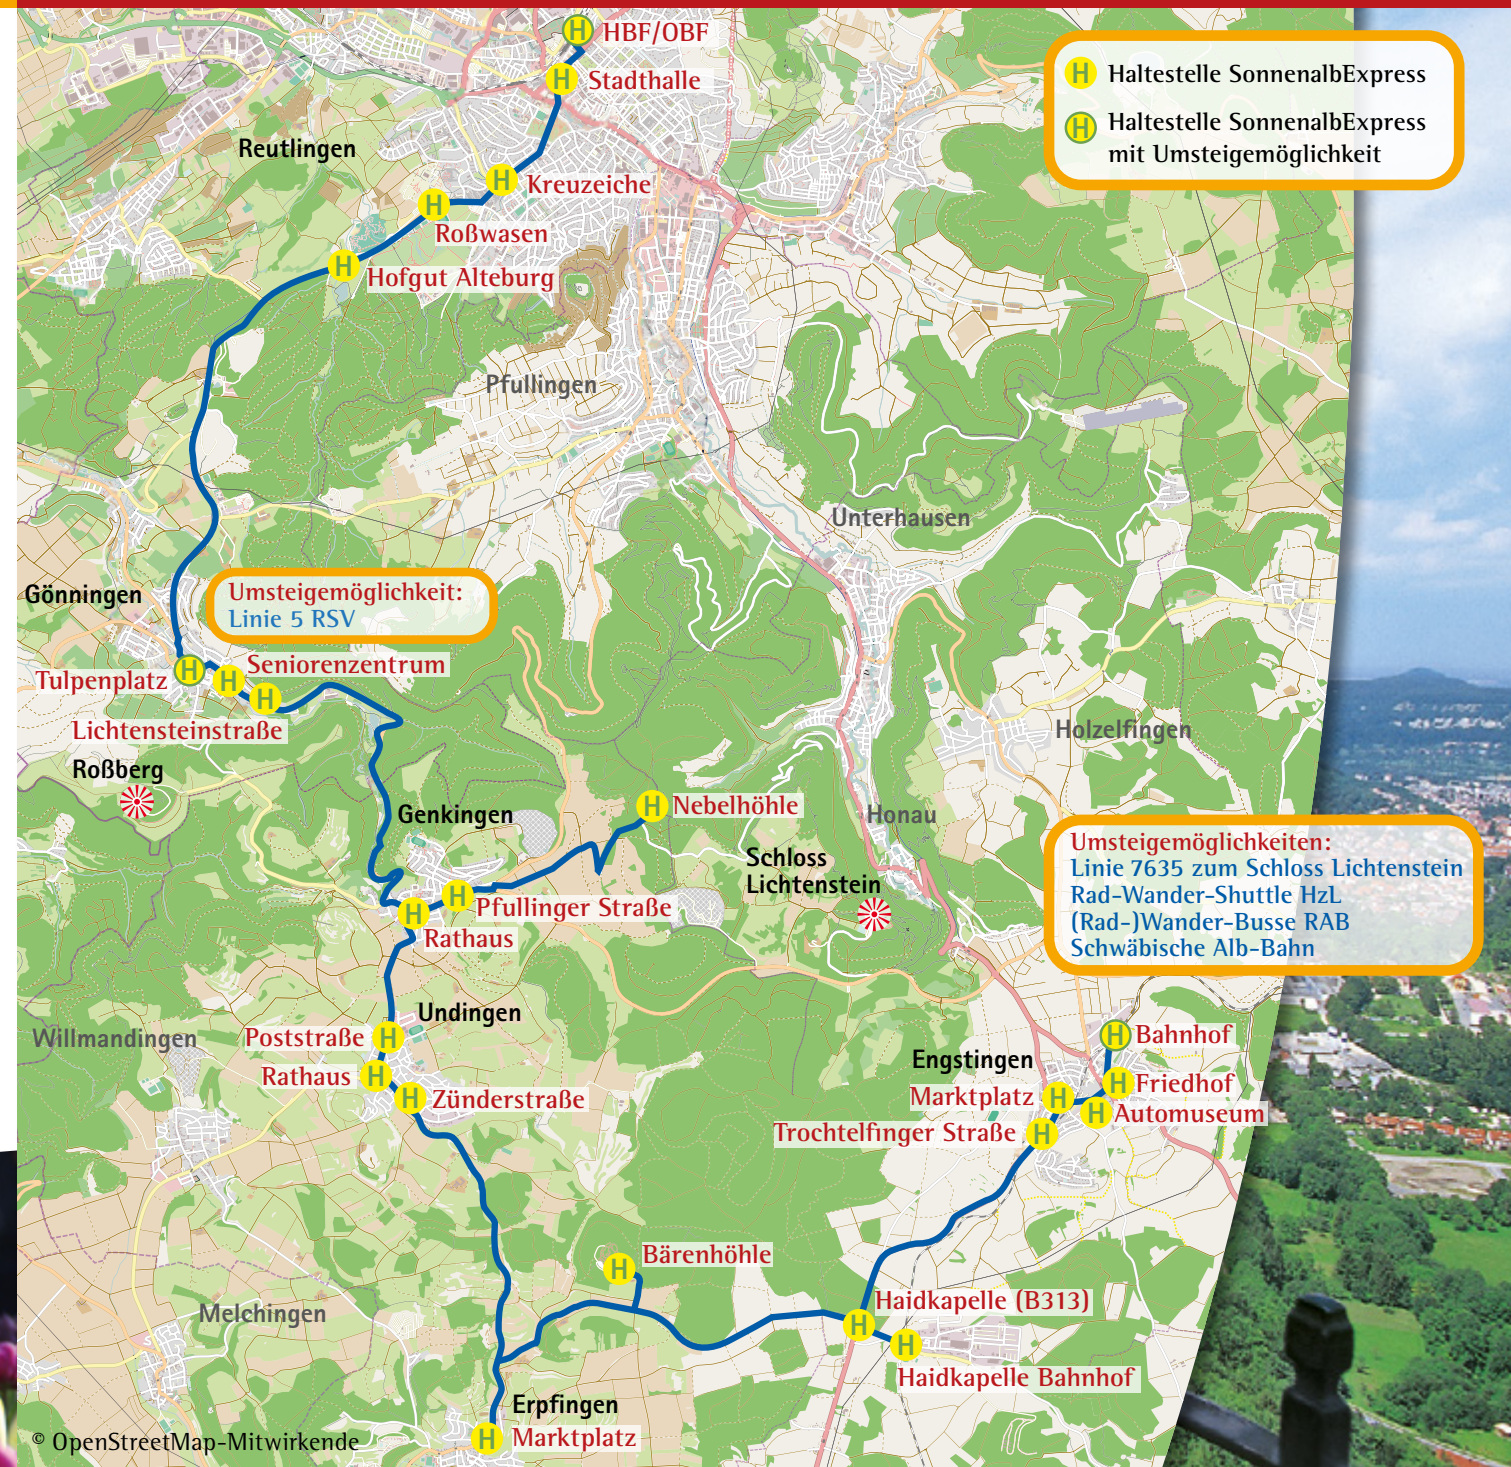 H HBF/OBF
H Stadthalle
H Haltestelle SonnenalbExpress
H Haltestelle SonnenalbExpress
mit Umsteigemöglichkeit
Reutlingen
H Kreuzeiche
H Roßwasen
H Hofgut Alteburg
Pfullingen
Unterhausen
Gönningen
Umsteigemöglichkeit:
Linie 5 RSV
Tulpenplatz H
H Seniorenzentrum
H
Lichtensteinstraße
Roßberg
Holzelfingen
Genkingen
H Nebelhöhle
Honau
Schloss
Lichtenstein
Umsteigemöglichkeiten:
Linie 7635 zum Schloss Lichtenstein
Rad-Wander-Shuttle HzL
(Rad-)Wander-Busse RAB
Schwäbische Alb-Bahn
H Pfullinger Straße
H Rathaus
Undingen
Willmandingen
Poststraße H
Rathaus H
H Zünderstraße
H Bahnhof
Engstingen
H Friedhof
Marktplatz H
H Automuseum
Trochtelfinger Straße H
H Bärenhöhle
Melchingen
Haidkapelle (B313)
H
H
Haidkapelle Bahnhof
Erpfingen
H Marktplatz
© OpenStreetMap-Mitwirkende